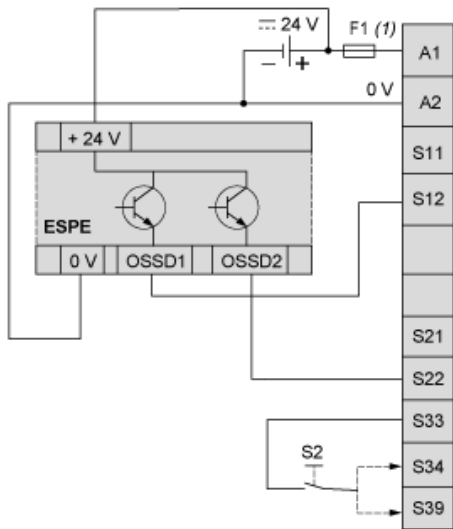 24 V
F1 (1)
A1
− +
0 V
A2
+ 24 V
S11
S12
ESPE
0 V
OSSD1
OSSD2
S21
S22
S33
S2
S34
S39